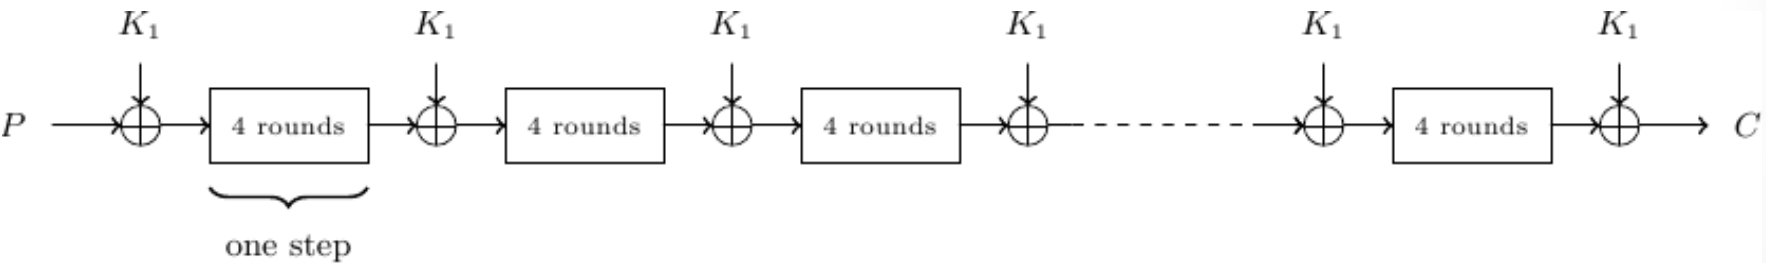 K₁ K₁ K₁ K₁ K₁ K₁
P 4 rounds 4 rounds 4 rounds 4 rounds C
one step